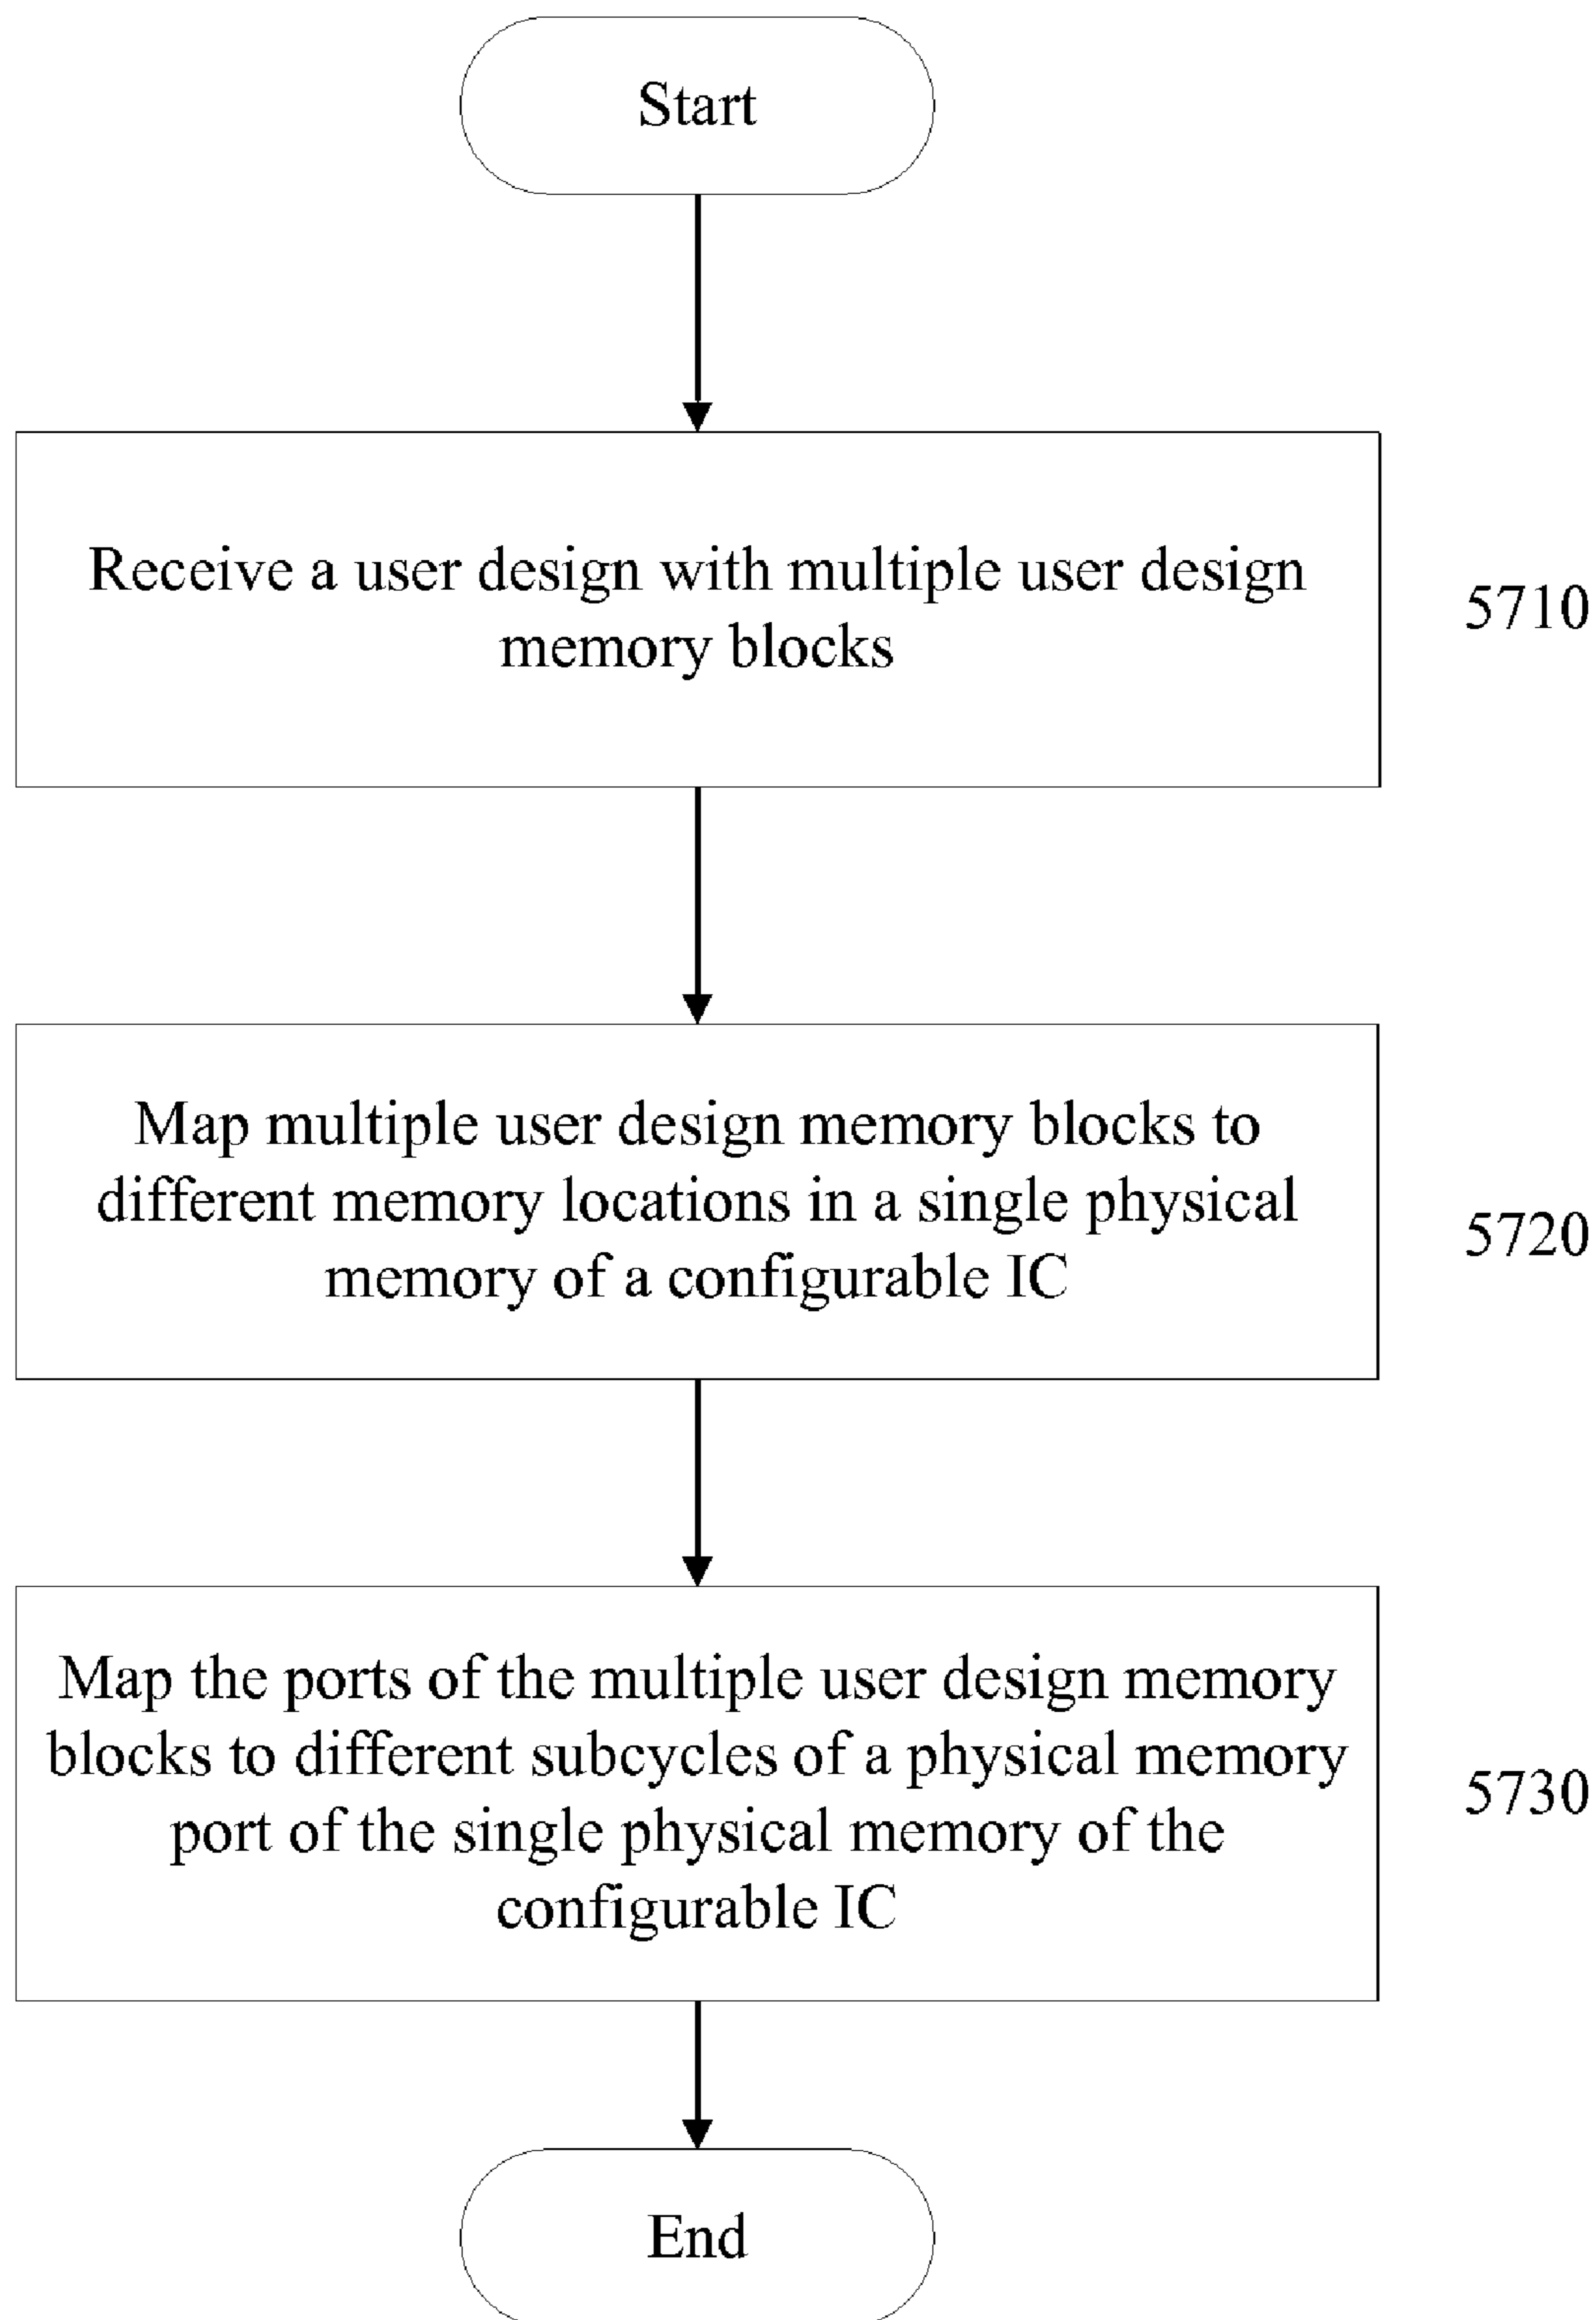 Start
Receive a user design with multiple user design
memory blocks
5710
Map multiple user design memory blocks to
different memory locations in a single physical
memory of a configurable IC
5720
Map the ports of the multiple user design memory
blocks to different subcycles of a physical memory
port of the single physical memory of the
configurable IC
5730
End